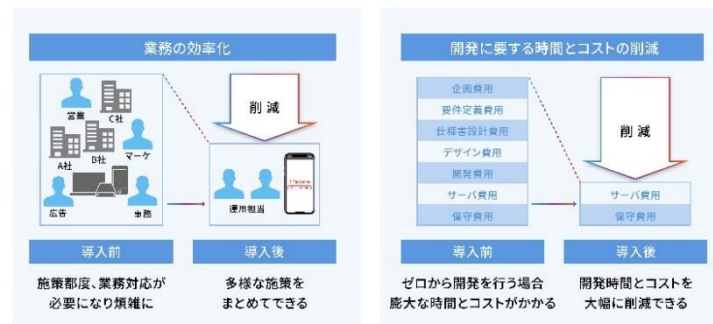 業務の効率化
営業
C社
A社
B社
マーケ
広告
事務
削減
運用担当
導入前
導入後
施策都度、業務対応が
必要になり煩雑に
多様な施策を
まとめてできる
開発に要する時間とコストの削減
企画費用
要件定義費用
仕様書設計費用
デザイン費用
開発費用
サーバ費用
保守費用
削減
サーバ費用
保守費用
導入前
導入後
ゼロから開発を行う場合
膨大な時間とコストがかかる
開発時間とコストを
大幅に削減できる